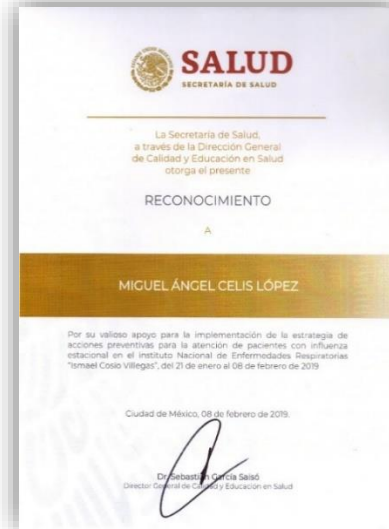 SALUD
SECRETARÍA DE SALUD
La Secretaría de Salud,
a través de la Dirección General
de Calidad y Educación en Salud
otorga el presente
RECONOCIMIENTO
A
MIGUEL ÁNGEL CELIS LÓPEZ
Por su valioso apoyo para la implementación de la estrategia de
acciones preventivas para la atención de pacientes con influenza
estacional en el instituto Nacional de Enfermedades Respiratorias
"Ismael Cosío Villegas", del 21 de enero al 08 de febrero de 2019
Ciudad de México, 08 de febrero de 2019.
Dr. Sebastián García Saisó
Director General de Calidad y Educación en Salud